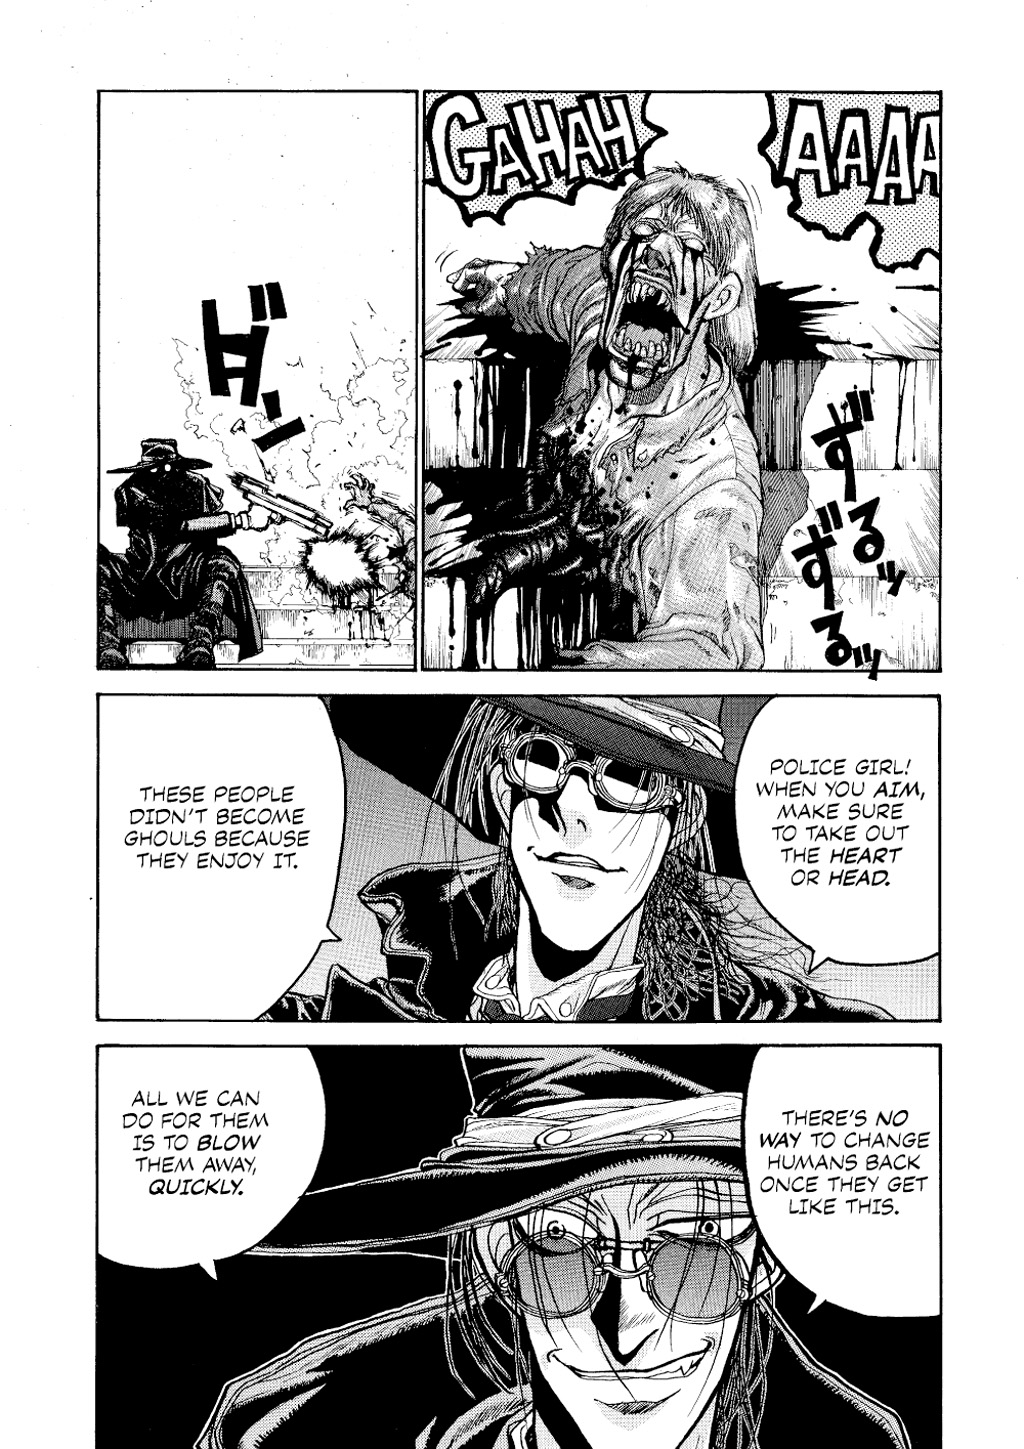 AAAA
GAHAH
ずるッ
ずるッ
ドン
POLICE GIRL!
WHEN YOU AIM,
MAKE SURE
TO TAKE OUT
THE HEART
OR HEAD.
THESE PEOPLE
DIDN'T BECOME
GHOULS BECAUSE
THEY ENJOY IT.
THERE'S NO
WAY TO CHANGE
HUMANS BACK
ONCE THEY GET
LIKE THIS.
ALL WE CAN
DO FOR THEM
IS TO BLOW
THEM AWAY,
QUICKLY.